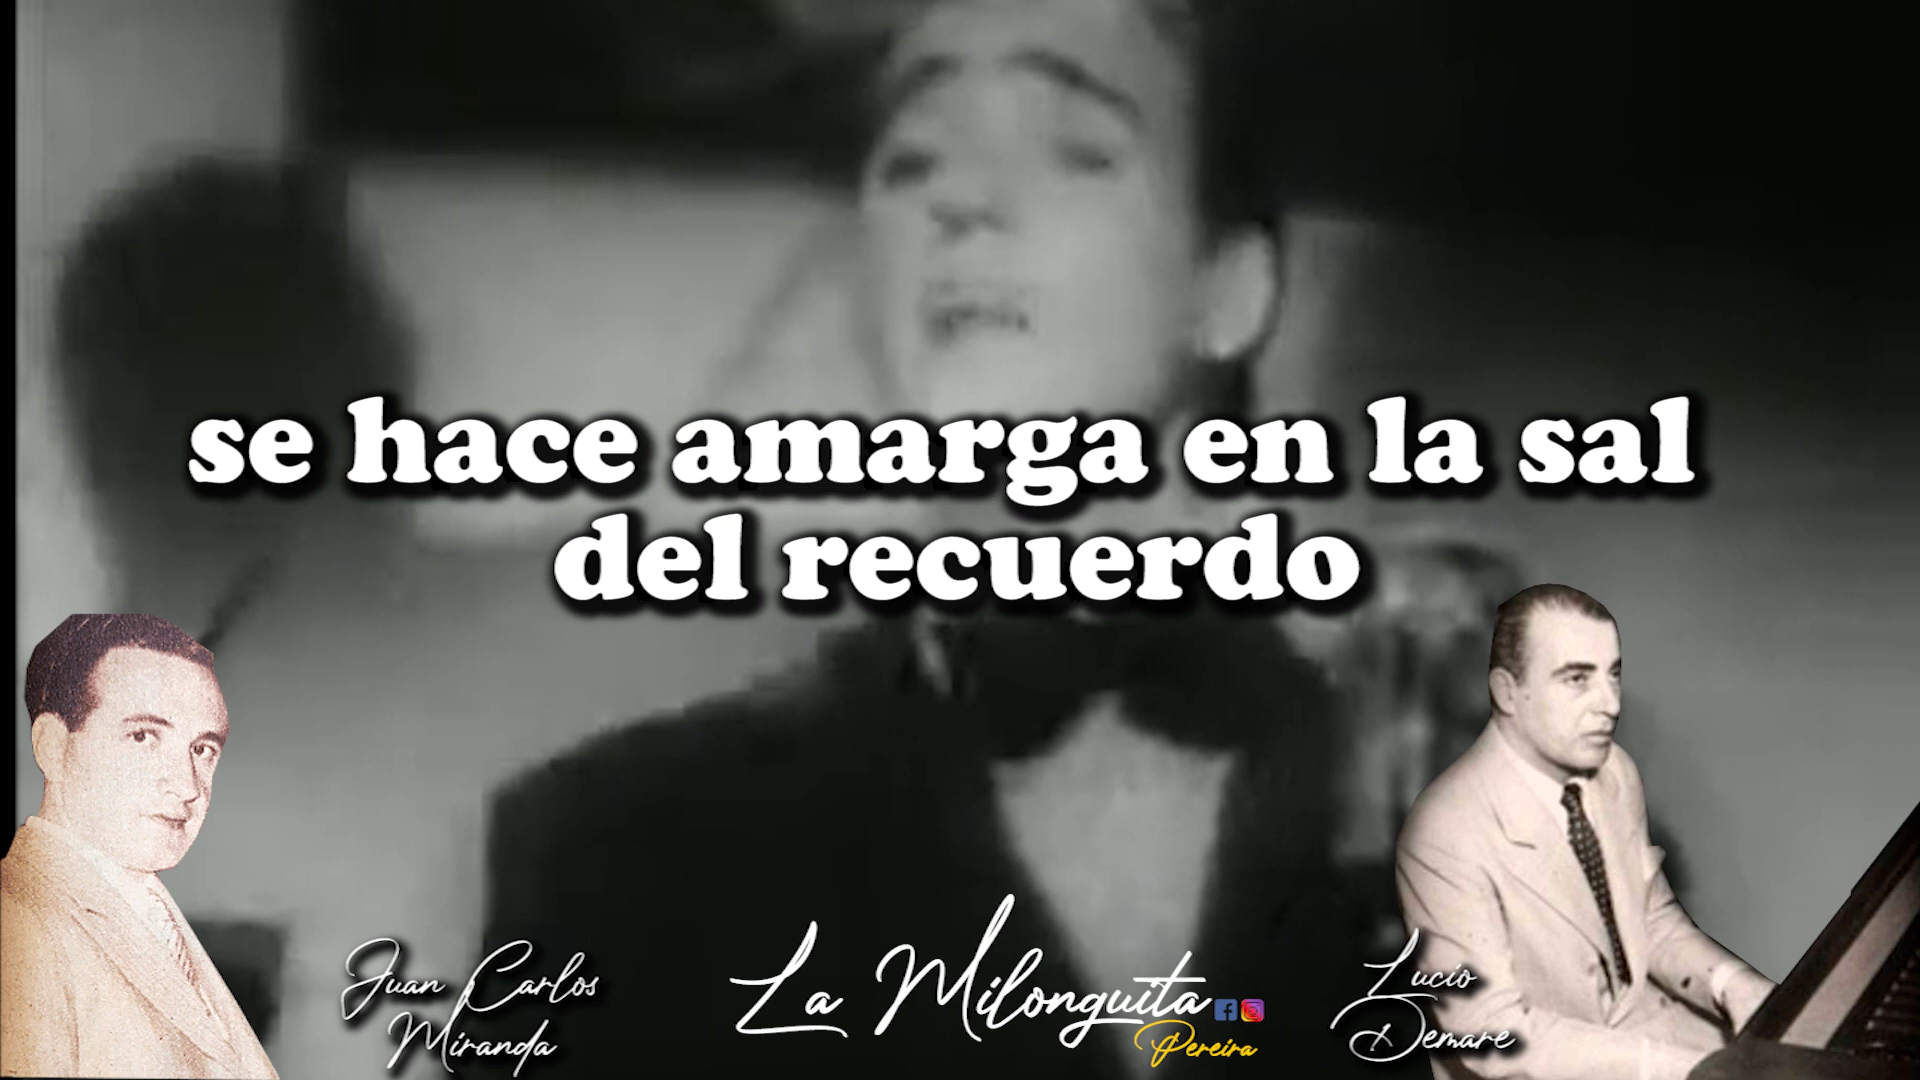 se hace amarga en la sal
del recuerdo
Juan Carlos
Miranda
La Milonguita
Pereira
Lucio
Demare